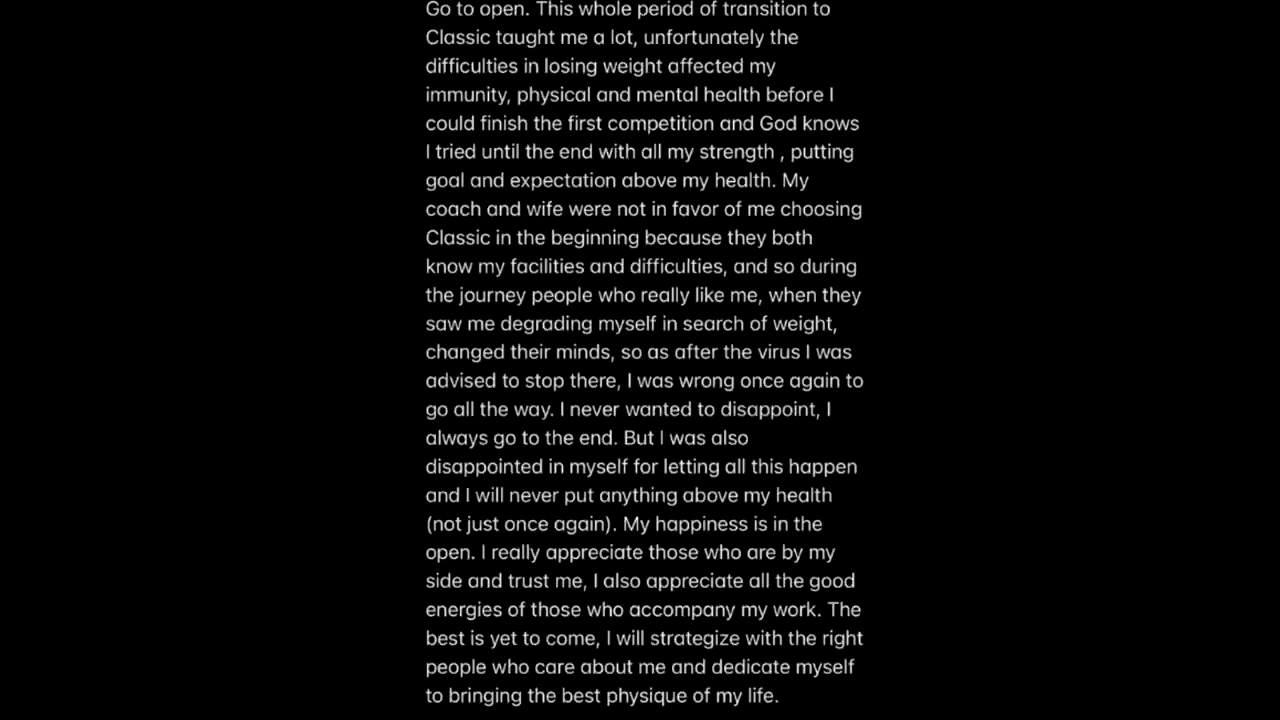 Go to open. This whole period of transition to
Classic taught me a lot, unfortunately the
difficulties in losing weight affected my
immunity, physical and mental health before I
could finish the first competition and God knows
I tried until the end with all my strength , putting
goal and expectation above my health. My
coach and wife were not in favor of me choosing
Classic in the beginning because they both
know my facilities and difficulties, and so during
the journey people who really like me, when they
saw me degrading myself in search of weight,
changed their minds, so as after the virus I was
advised to stop there, I was wrong once again to
go all the way. I never wanted to disappoint, I
always go to the end. But I was also
disappointed in myself for letting all this happen
and I will never put anything above my health
(not just once again). My happiness is in the
open. I really appreciate those who are by my
side and trust me, I also appreciate all the good
energies of those who accompany my work. The
best is yet to come, I will strategize with the right
people who care about me and dedicate myself
to bringing the best physique of my life.